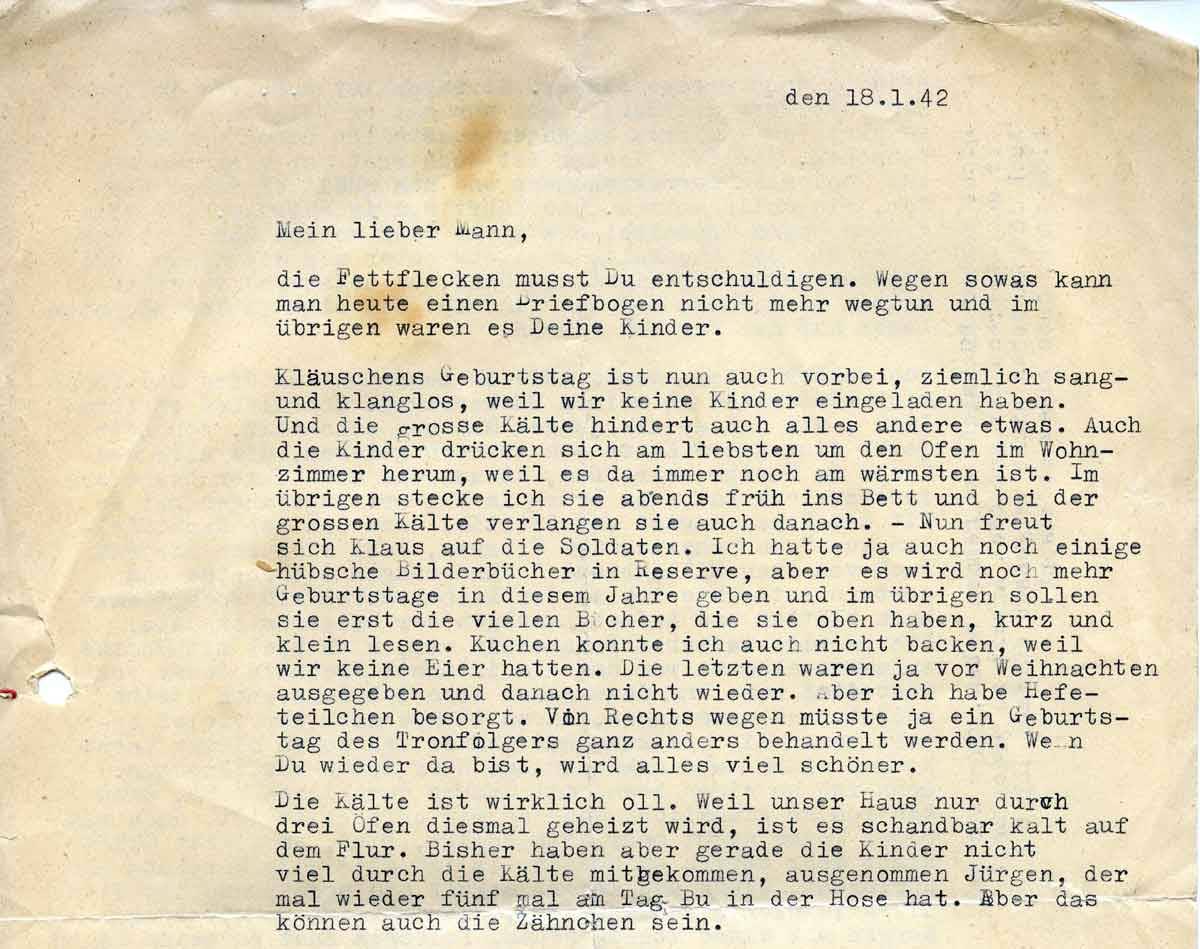 den 18.1.42
Mein lieber Mann,
die Fettflecken musst Du entschuldigen. Wegen sowas kann
man heute einen Briefbogen nicht mehr wegtun und im
übrigen waren es Deine Kinder.
Kläuschens Geburtstag ist nun auch vorbei, ziemlich sang-
und klanglos, weil wir keine Kinder eingeladen haben.
Und die grosse Kälte hindert auch alles andere etwas. Auch
die Kinder drücken sich am liebsten um den Ofen im Wohn-
zimmer herum, weil es da immer noch am wärmsten ist. Im
übrigen stecke ich sie abends früh ins Bett und bei der
grossen Kälte verlangen sie auch danach. - Nun freut
sich Klaus auf die Soldaten. Ich hatte ja auch noch einige
hübsche Bilderbücher in Reserve, aber es wird noch mehr
Geburtstage in diesem Jahre geben und im übrigen sollen
sie erst die vielen Bücher, die sie oben haben, kurz und
klein lesen. Kuchen konnte ich auch nicht backen, weil
wir keine Eier hatten. Die letzten waren ja vor Weihnachten
ausgegeben und danach nicht wieder. Aber ich habe Hefe-
teilchen besorgt. Von Rechts wegen müsste ja ein Geburts-
tag des Tronfolgers ganz anders behandelt werden. Wenn
Du wieder da bist, wird alles viel schöner.
Die Kälte ist wirklich oll. Weil unser Haus nur durch
drei Öfen diesmal geheizt wird, ist es schandbar kalt auf
dem Flur. Bisher haben aber gerade die Kinder nicht
viel durch die Kälte mitbekommen, ausgenommen Jürgen, der
mal wieder fünf mal am Tag Bu in der Hose hat. Aber das
können auch die Zähnchen sein.